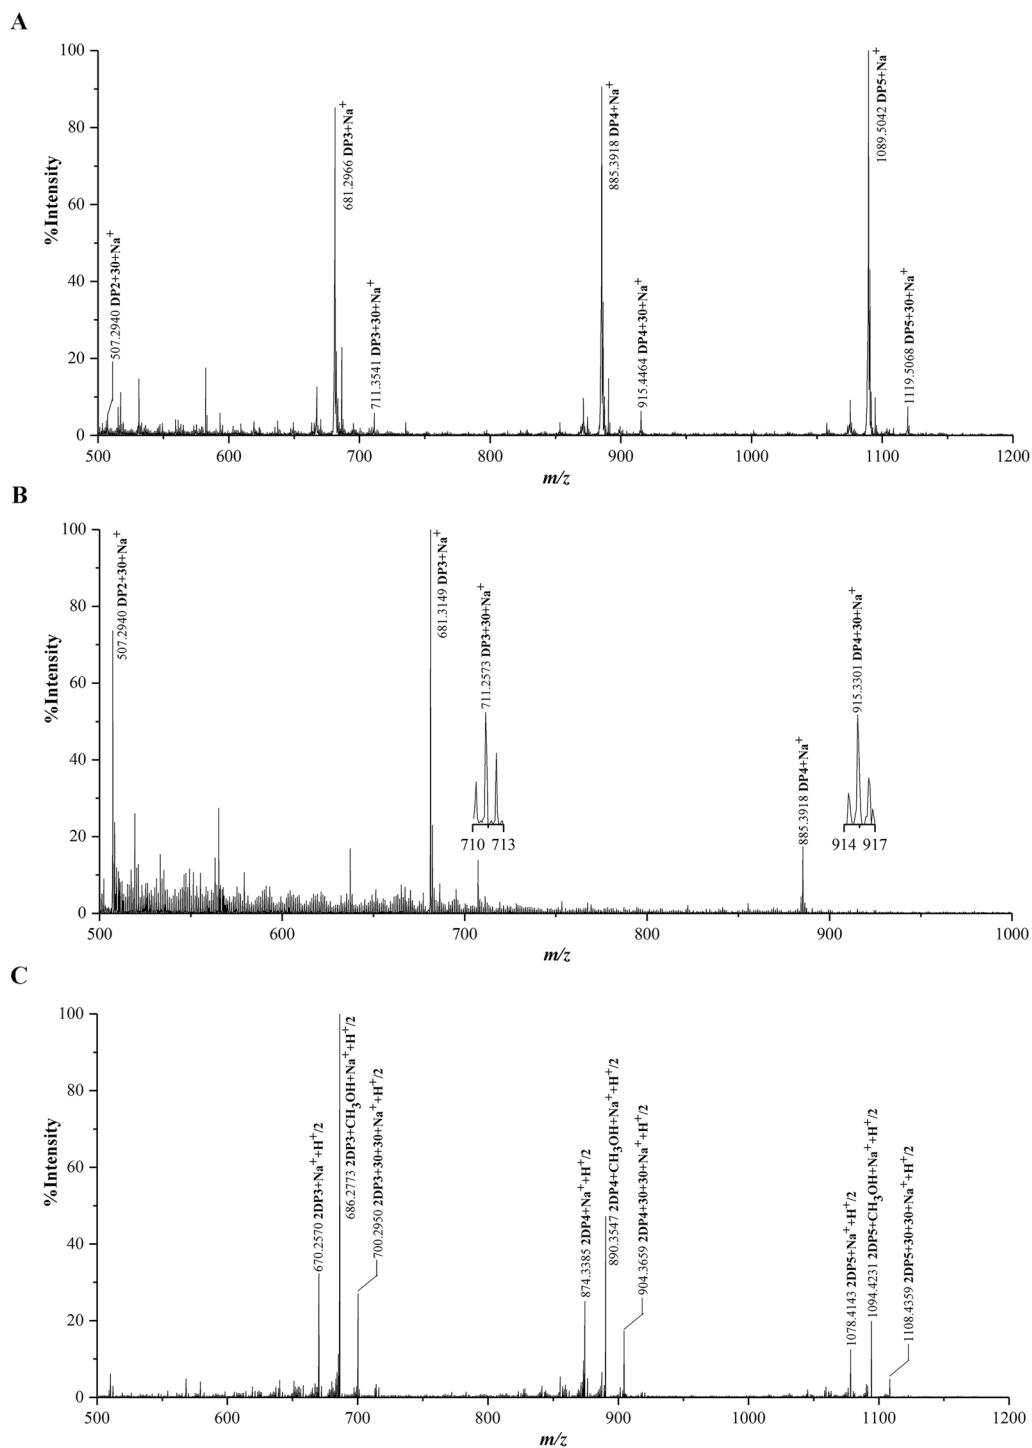 A
100
80
60
40
20
0
%Intensity
507.2940 DP2+30+Na+
681.2966 DP3+Na+
711.3541 DP3+30+Na+
885.3918 DP4+Na+
915.4464 DP4+30+Na+
1089.5042 DP5+Na+
1119.5068 DP5+30+Na+
500 600 700 800 900 1000 1100 1200
m/z
B
100
80
60
40
20
0
%Intensity
507.2940 DP2+30+Na+
681.3149 DP3+Na+
711.2573 DP3+30+Na+
710 713
885.3918 DP4+Na+
915.3301 DP4+30+Na+
914 917
500 600 700 800 900 1000
m/z
C
100
80
60
40
20
0
%Intensity
670.2570 2DP3+Na++H+/2
686.2773 2DP3+CH3OH+Na++H+/2
700.2950 2DP3+30+30+Na++H+/2
874.3385 2DP4+Na++H+/2
890.3547 2DP4+CH3OH+Na++H+/2
904.3659 2DP4+30+30+Na++H+/2
1078.4143 2DP5+Na++H+/2
1094.4231 2DP5+CH3OH+Na++H+/2
1108.4359 2DP5+30+30+Na++H+/2
500 600 700 800 900 1000 1100 1200
m/z